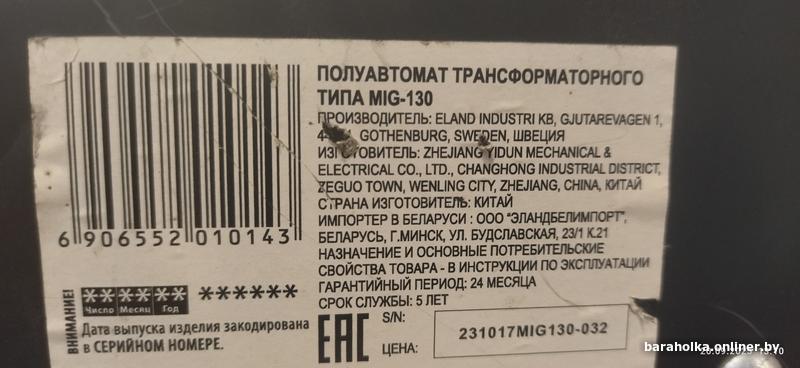 ПОЛУАВТОМАТ ТРАНСФОРМАТОРНОГО
ТИПА MIG-130
ПРОИЗВОДИТЕЛЬ: ELAND INDUSTRI KB, GJUTAREVAGEN 1,
GOTHENBURG, SWEDEN, ШВЕЦИЯ
ИЗГОТОВИТЕЛЬ: ZHEJIANG YIDUN MECHANICAL &
ELECTRICAL CO., LTD., CHANGHONG INDUSTRIAL DISTRICT,
ZEGUO TOWN, WENLING CITY, ZHEJIANG, CHINA, КИТАЙ
СТРАНА ИЗГОТОВИТЕЛЬ: КИТАЙ
ИМПОРТЕР В БЕЛАРУСИ : ООО "ЭЛАНДБЕЛИМПОРТ",
БЕЛАРУСЬ, Г.МИНСК, УЛ. БУДСЛАВСКАЯ, 23/1 К.21
НАЗНАЧЕНИЕ И ОСНОВНЫЕ ПОТРЕБИТЕЛЬСКИЕ
СВОЙСТВА ТОВАРА - В ИНСТРУКЦИИ ПО ЭКСПЛУАТАЦИИ
ГАРАНТИЙНЫЙ ПЕРИОД: 24 МЕСЯЦА
СРОК СЛУЖБЫ: 5 ЛЕТ
6 906552 010143
****** ******
Число Месяц Год
ВНИМАНИЕ!
Дата выпуска изделия закодирована
в СЕРИЙНОМ НОМЕРЕ.
EAC
S/N:
231017MIG130-032
ЦЕНА:
baraholka.onliner.by